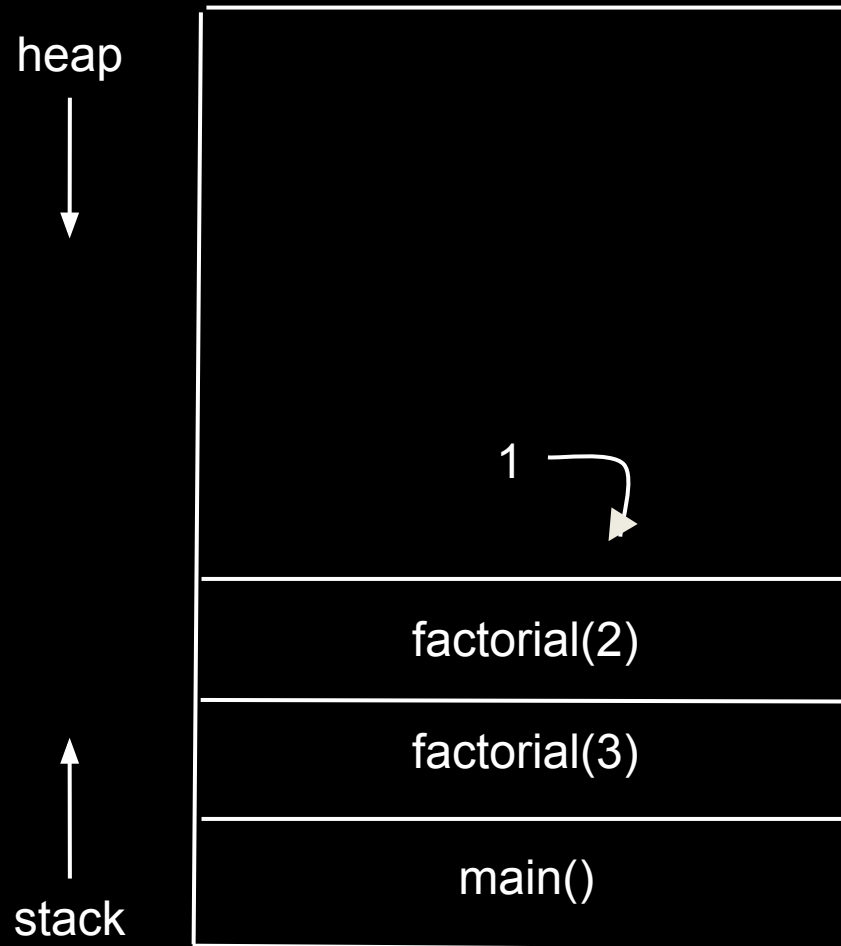 heap
1
factorial(2)
factorial(3)
main()
stack